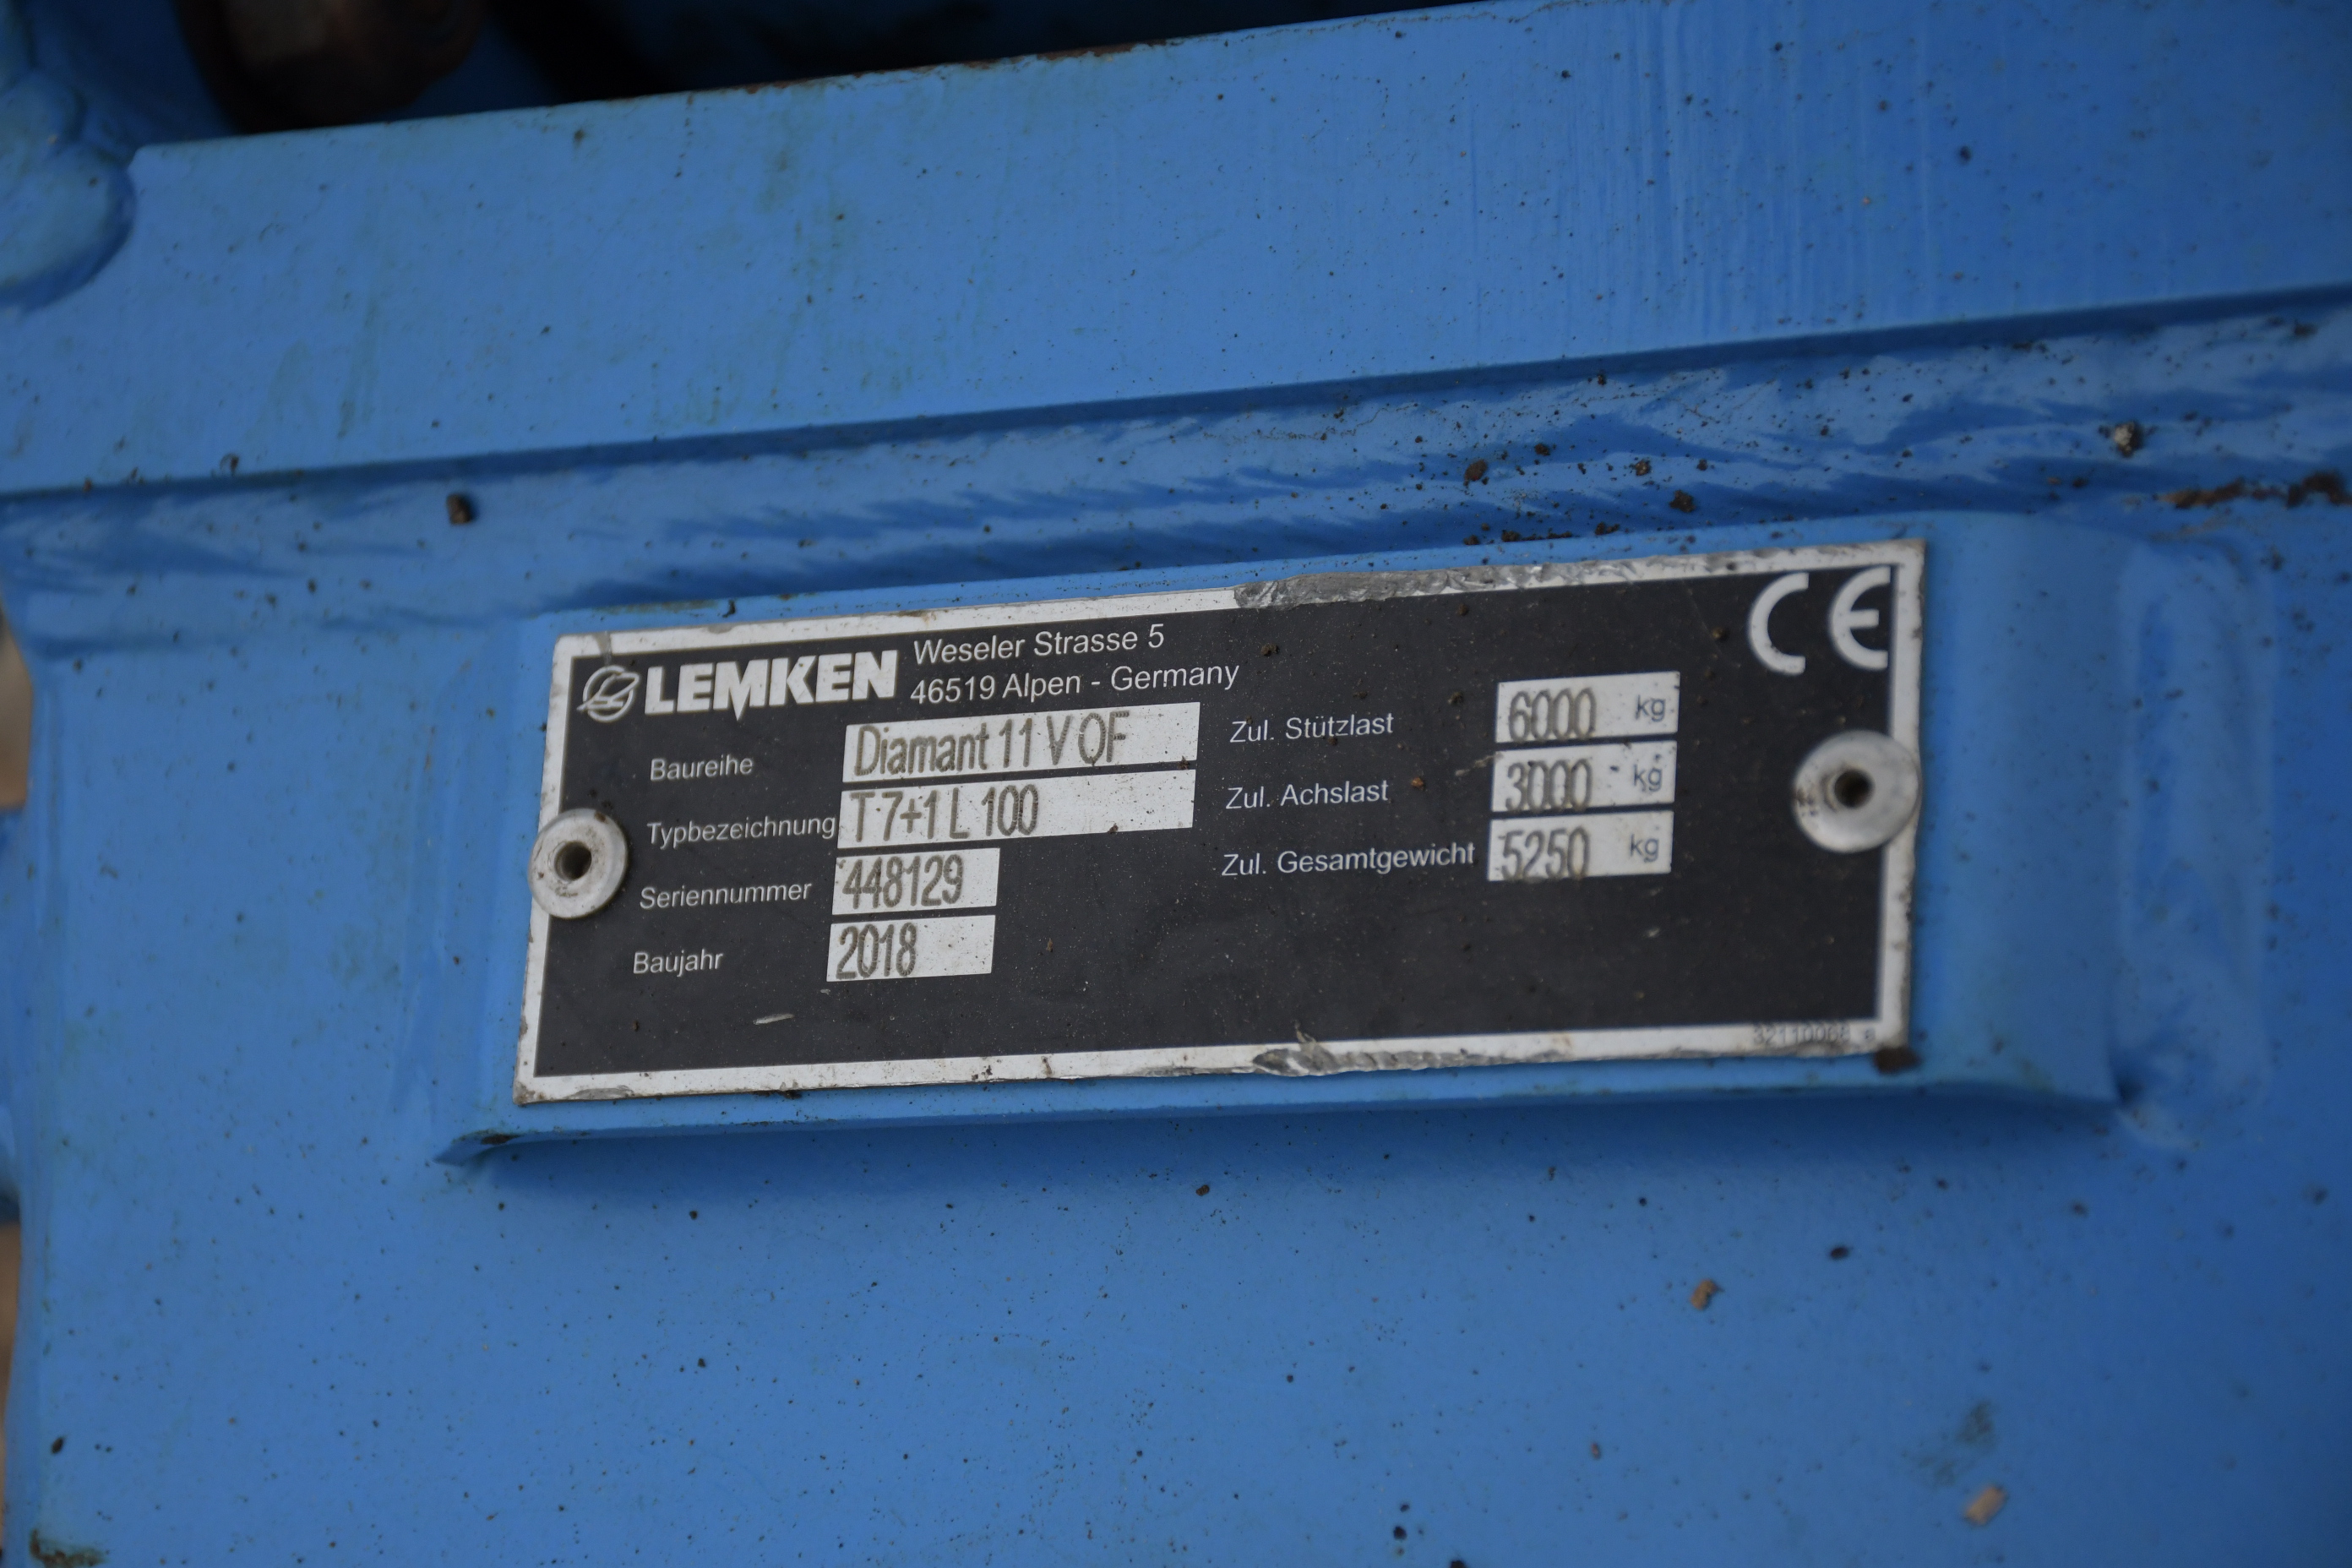 LEMKEN
Weseler Strasse 5
46519 Alpen - Germany
CE
Baureihe Diamant 11 V OF
Typbezeichnung T 7+1 L 100
Seriennummer 448129
Baujahr 2018
Zul. Stützlast 6000 kg
Zul. Achslast 3000 kg
Zul. Gesamtgewicht 5250 kg